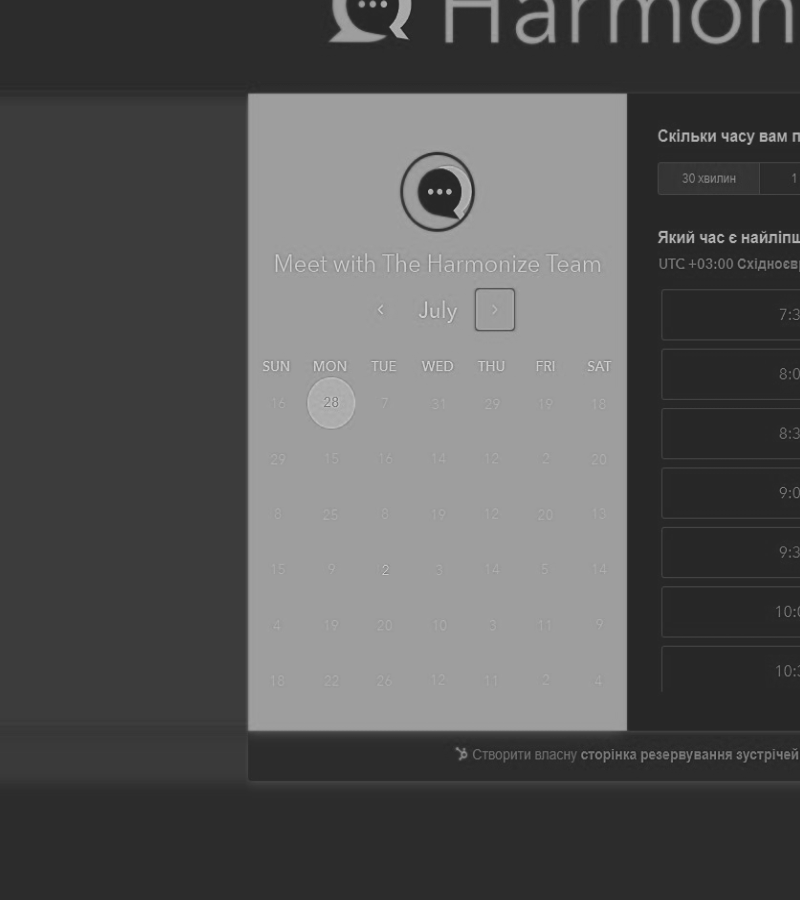 Harmon
Meet with The Harmonize Team
July
SUN MON TUE WED THU FRI SAT
16 28 7 31 29 19 18
29 15 16 14 12 2 20
8 25 8 19 12 20 13
15 9 2 3 14 5 14
4 19 20 10 3 11 9
18 22 26 12 11 2 4
Скільки часу вам п
30 хвилин 1
Який час є найліпш
UTC +03:00 Східноєв
7:3
8:0
8:3
9:0
9:3
10:0
10:3
Створити власну сторінка резервування зустрічей